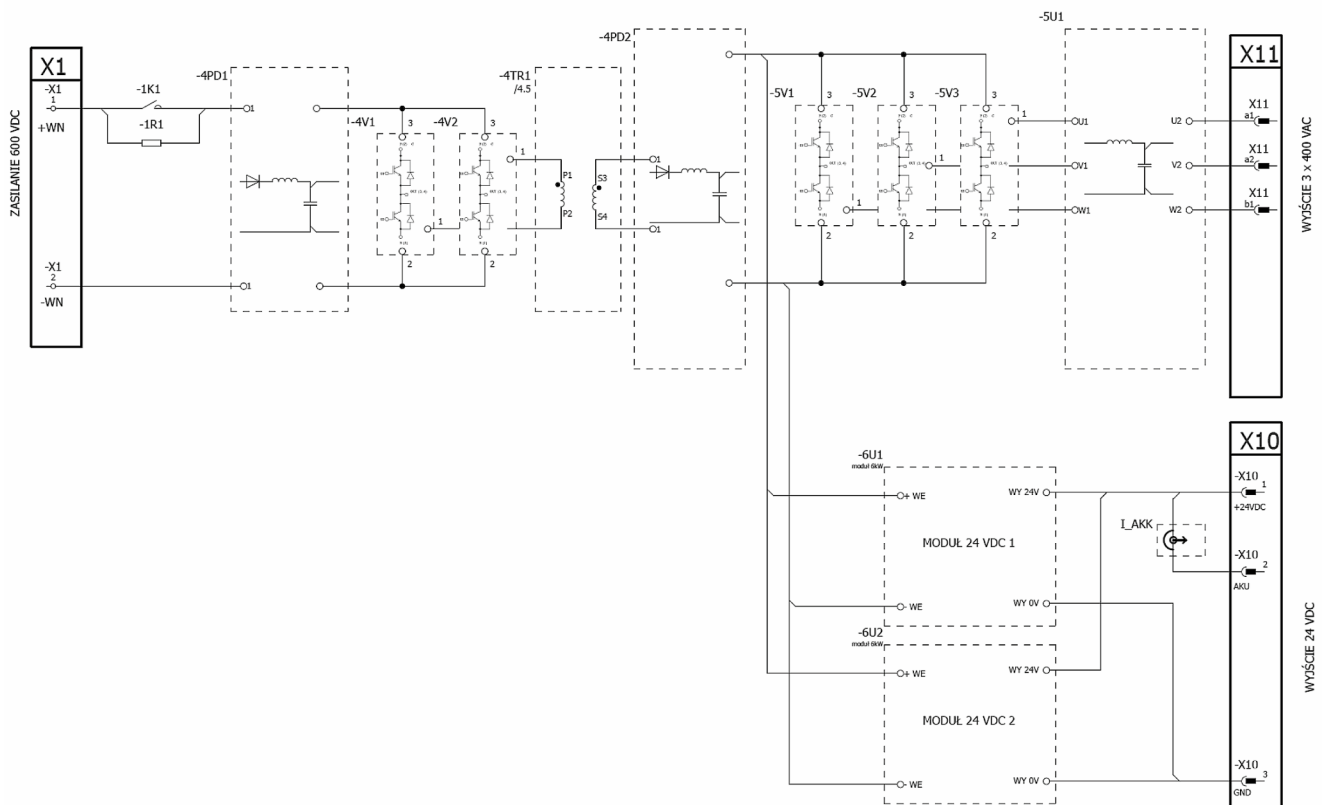 X1
ZASILANIE 600 VDC
-X1
1
+WN
-X1
2
-WN
-1K1
-1R1
-4PD1
1
1
-4V1
3
1
2
-4V2
3
1
2
-4TR1
/4.5
P1
P2
S3
S4
-4PD2
1
1
-5V1
3
1
2
-5V2
3
1
2
-5V3
3
1
2
-5U1
U1
V1
W1
U2
V2
W2
X11
X11
a1
X11
a2
X11
b1
WYJŚCIE 3 x 400 VAC
-6U1
moduł 6kW
+ WE
WY 24V
MODUŁ 24 VDC 1
- WE
WY 0V
-6U2
moduł 6kW
+ WE
WY 24V
MODUŁ 24 VDC 2
- WE
WY 0V
I_AKK
X10
-X10
1
+24VDC
-X10
2
AKU
-X10
3
GND
WYJŚCIE 24 VDC